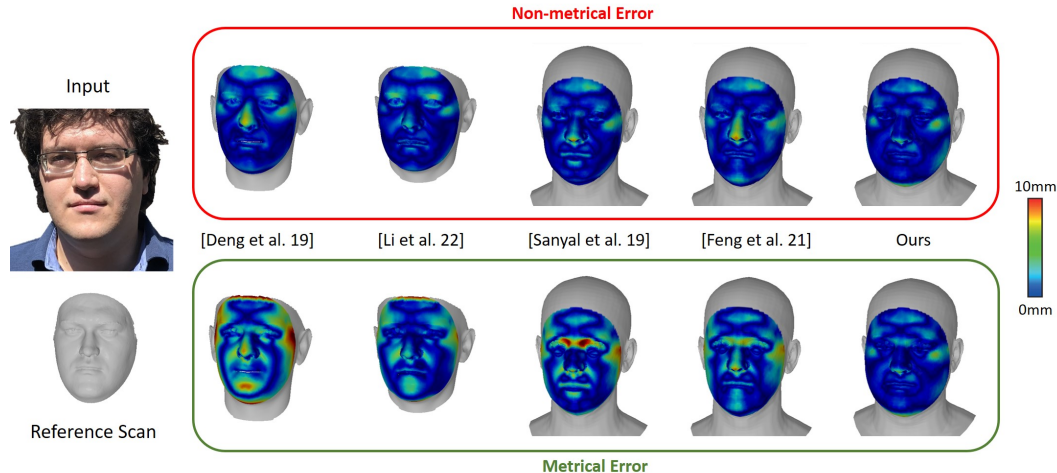 Non-metrical Error
Input
10mm
0mm
[Deng et al. 19]
[Li et al. 22]
[Sanyal et al. 19]
[Feng et al. 21]
Ours
Reference Scan
Metrical Error